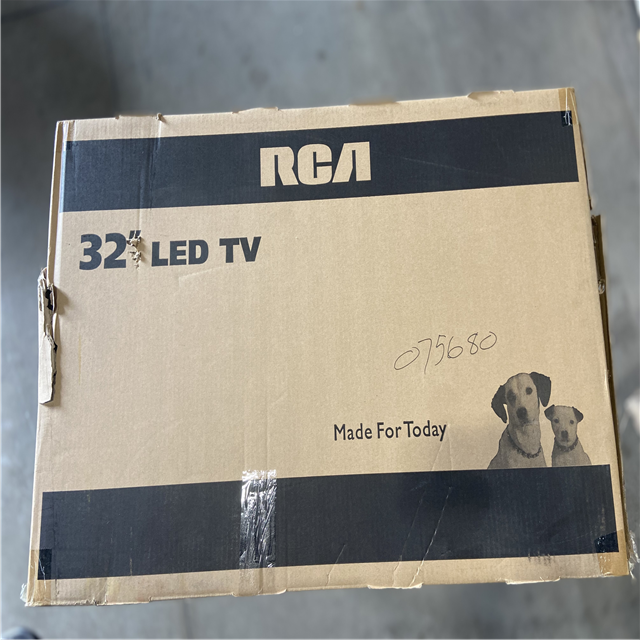 RCA
32" LED TV
075680
Made For Today